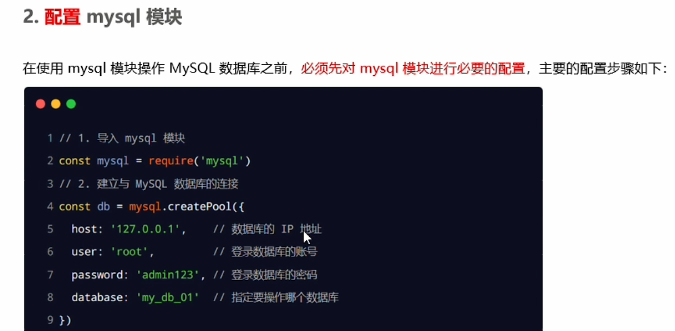 2. 配置 mysql 模块
在使用 mysql 模块操作 MySQL 数据库之前，必须先对 mysql 模块进行必要的配置，主要的配置步骤如下：
1 // 1. 导入 mysql 模块
2 const mysql = require('mysql')
3 // 2. 建立与 MySQL 数据库的连接
4 const db = mysql.createPool({
5   host: '127.0.0.1',    // 数据库的 IP 地址
6   user: 'root',         // 登录数据库的账号
7   password: 'admin123', // 登录数据库的密码
8   database: 'my_db_01'  // 指定要操作哪个数据库
9 })